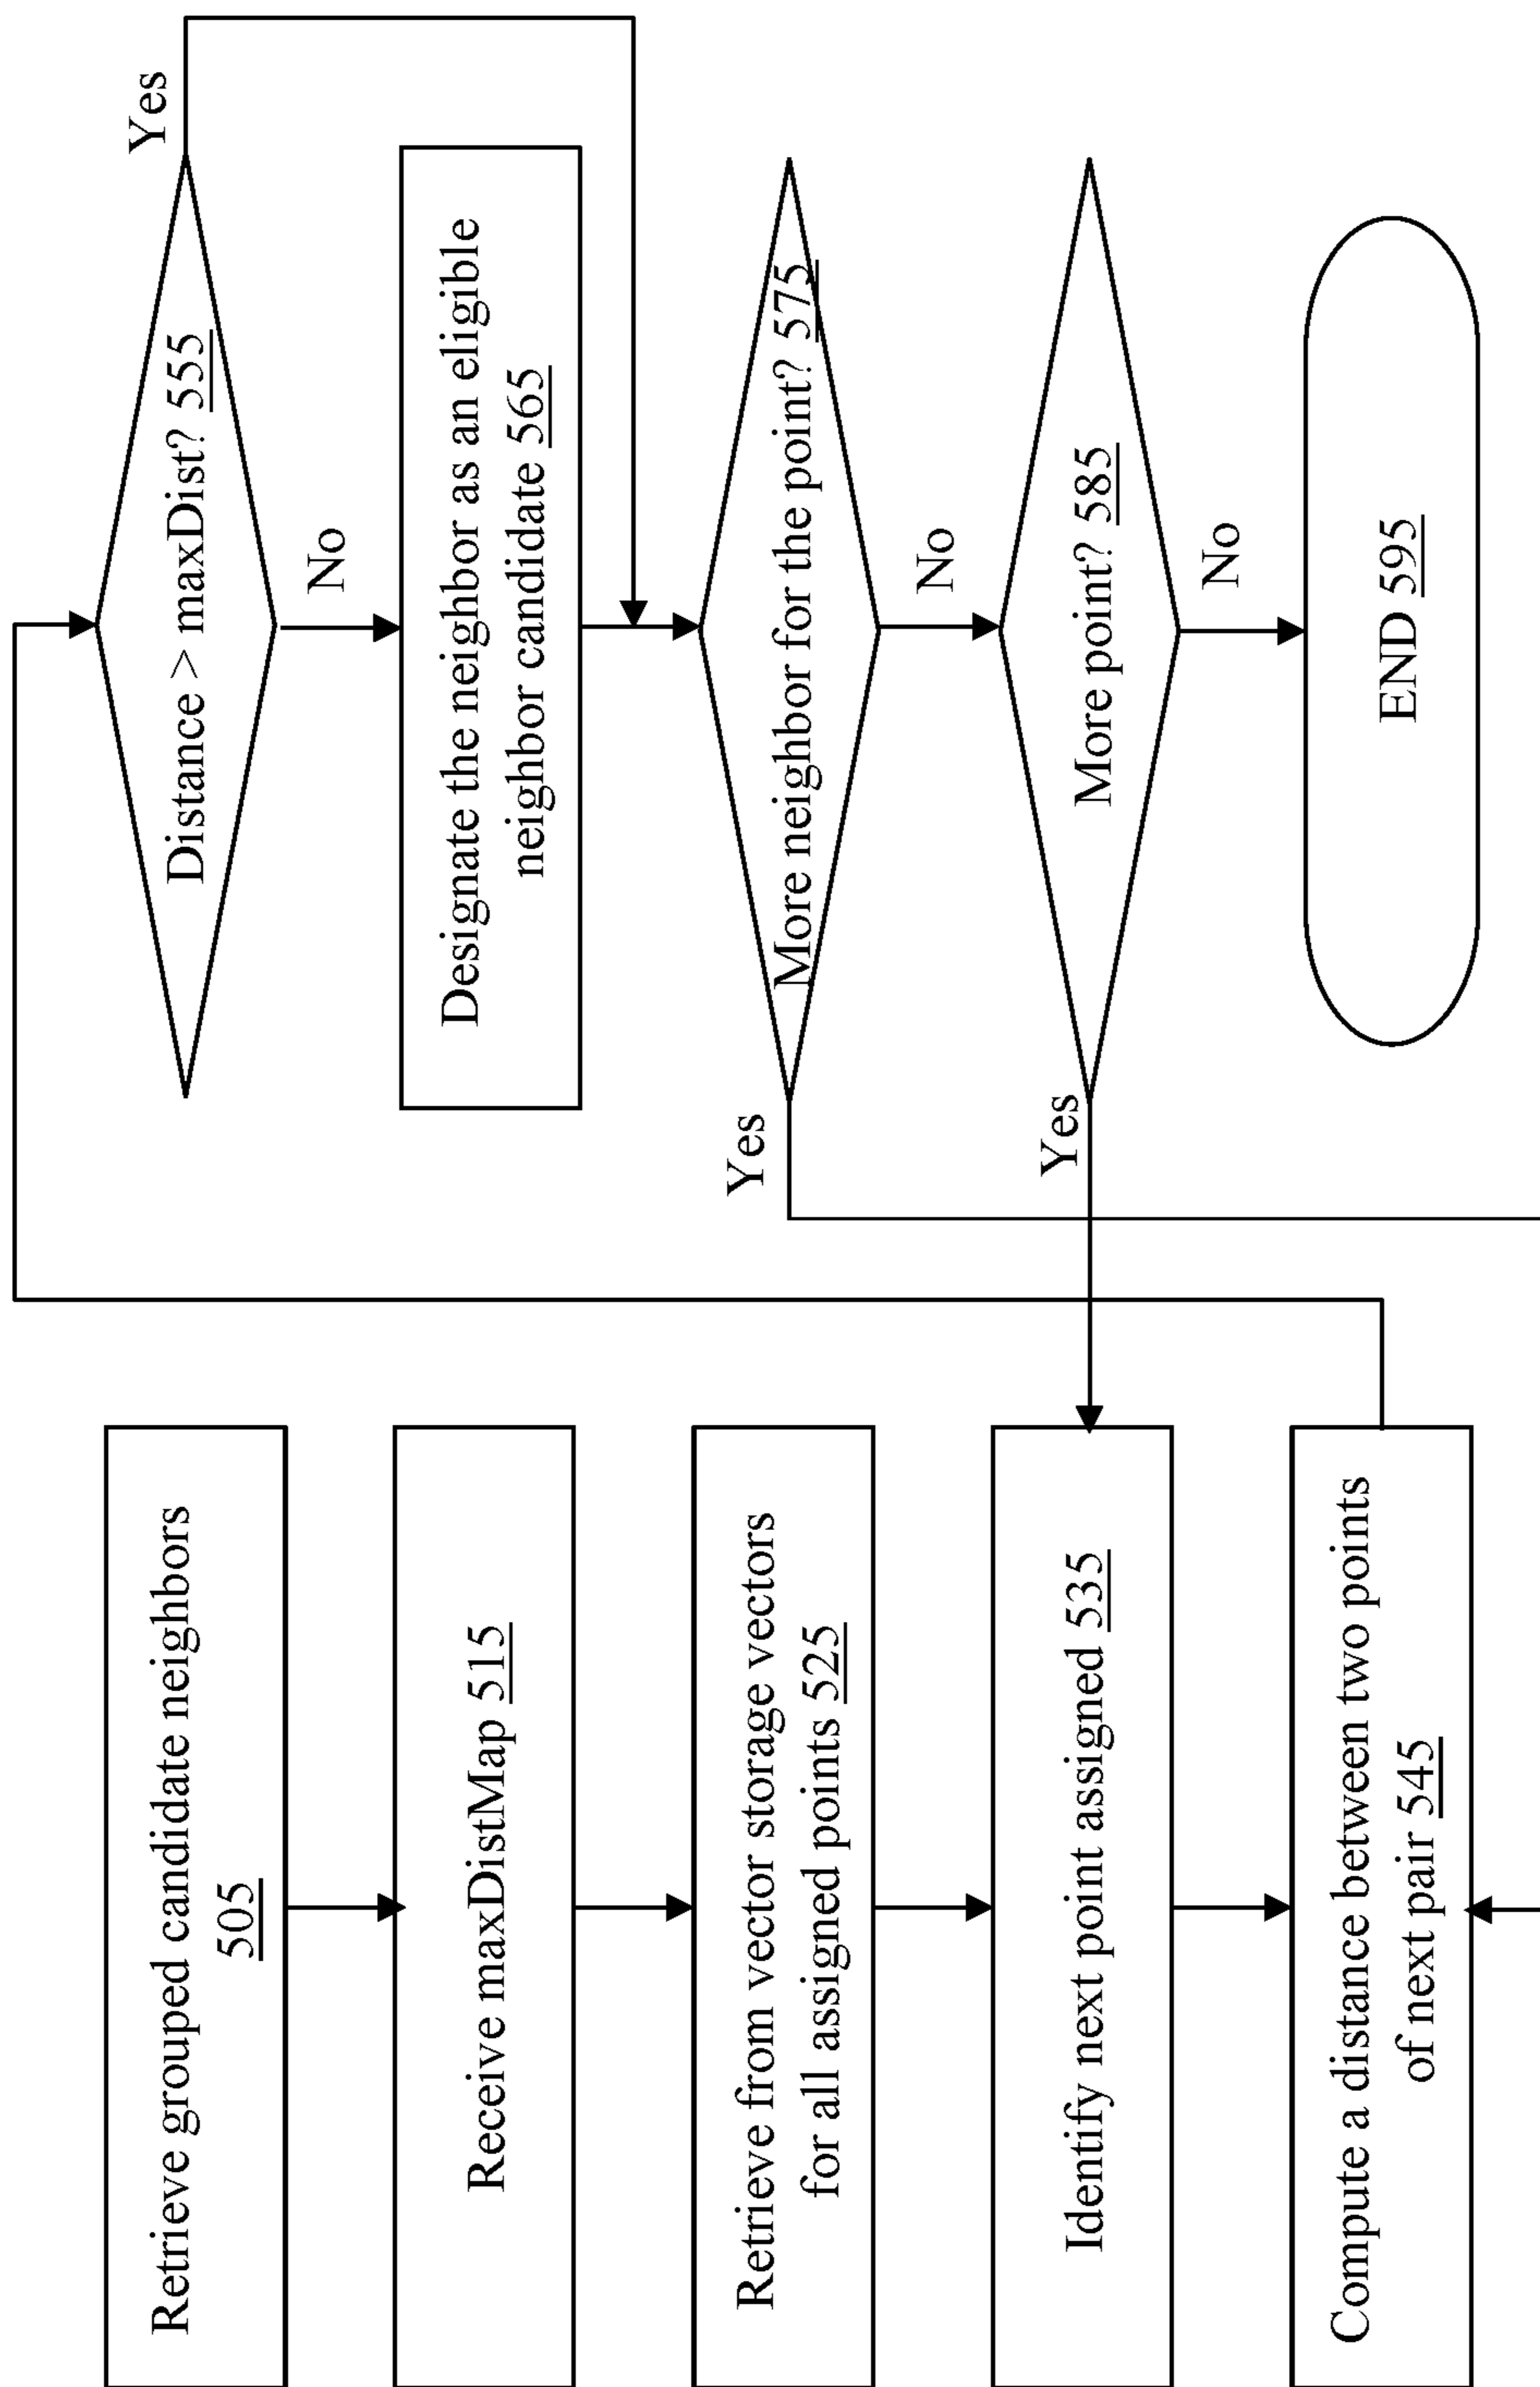 Retrieve grouped candidate neighbors
505
Receive maxDistMap 515
Retrieve from vector storage vectors
for all assigned points 525
Identify next point assigned 535
Compute a distance between two points
of next pair 545
Distance > maxDist? 555
Yes
No
Designate the neighbor as an eligible
neighbor candidate 565
More neighbor for the point? 575
Yes
No
More point? 585
Yes
No
END 595